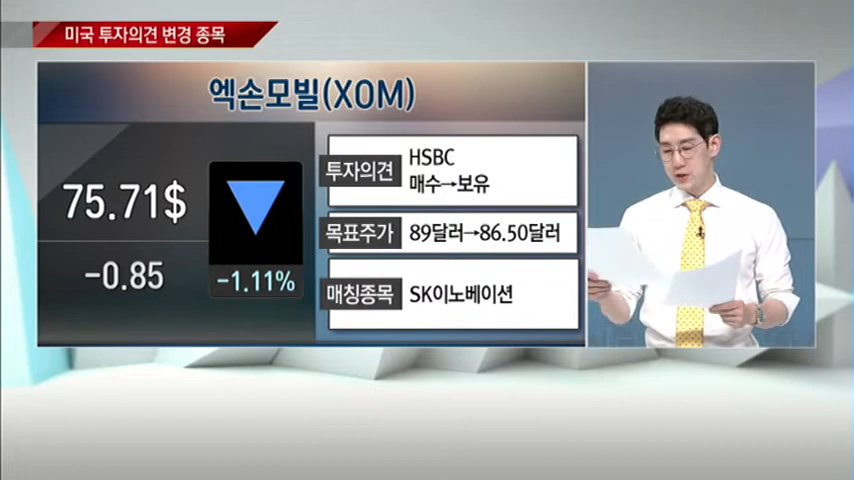 미국 투자의견 변경 종목
엑손모빌(XOM)
75.71$
-0.85
-1.11%
투자의견
HSBC
매수→보유
목표주가
89달러→86.50달러
매칭종목
SK이노베이션